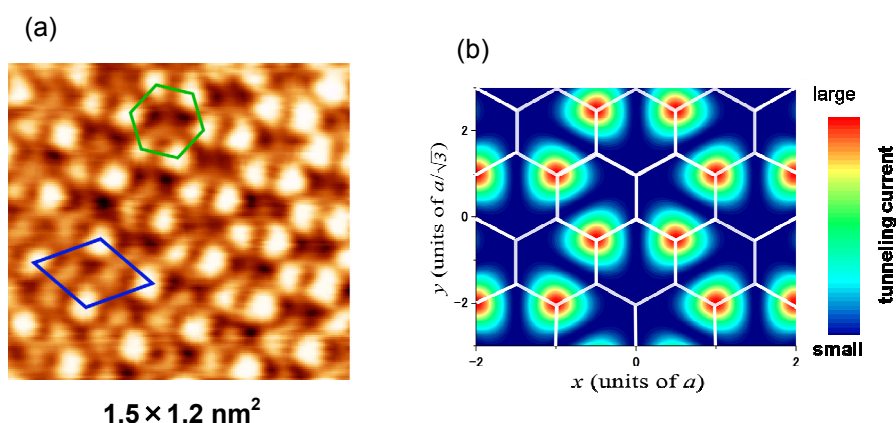 (a)
1.5×1.2 nm²
(b)
y (units of a/√3)
2
0
−2
−2
−1
0
1
2
x (units of a)
large
small
tunneling current